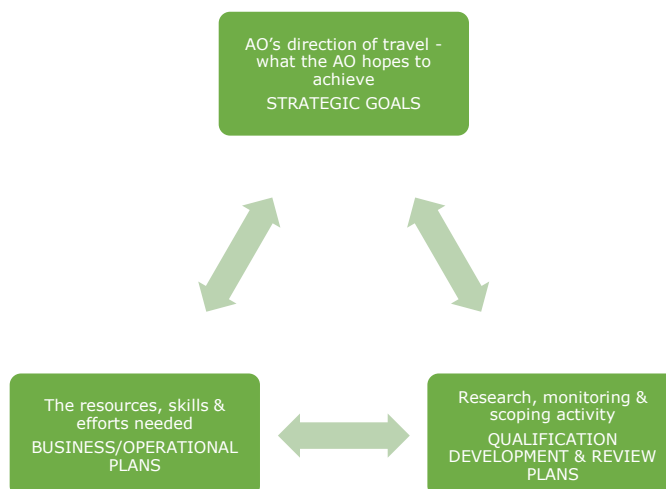 AO's direction of travel -
what the AO hopes to
achieve
STRATEGIC GOALS
The resources, skills &
efforts needed
BUSINESS/OPERATIONAL
PLANS
Research, monitoring &
scoping activity
QUALIFICATION
DEVELOPMENT & REVIEW
PLANS